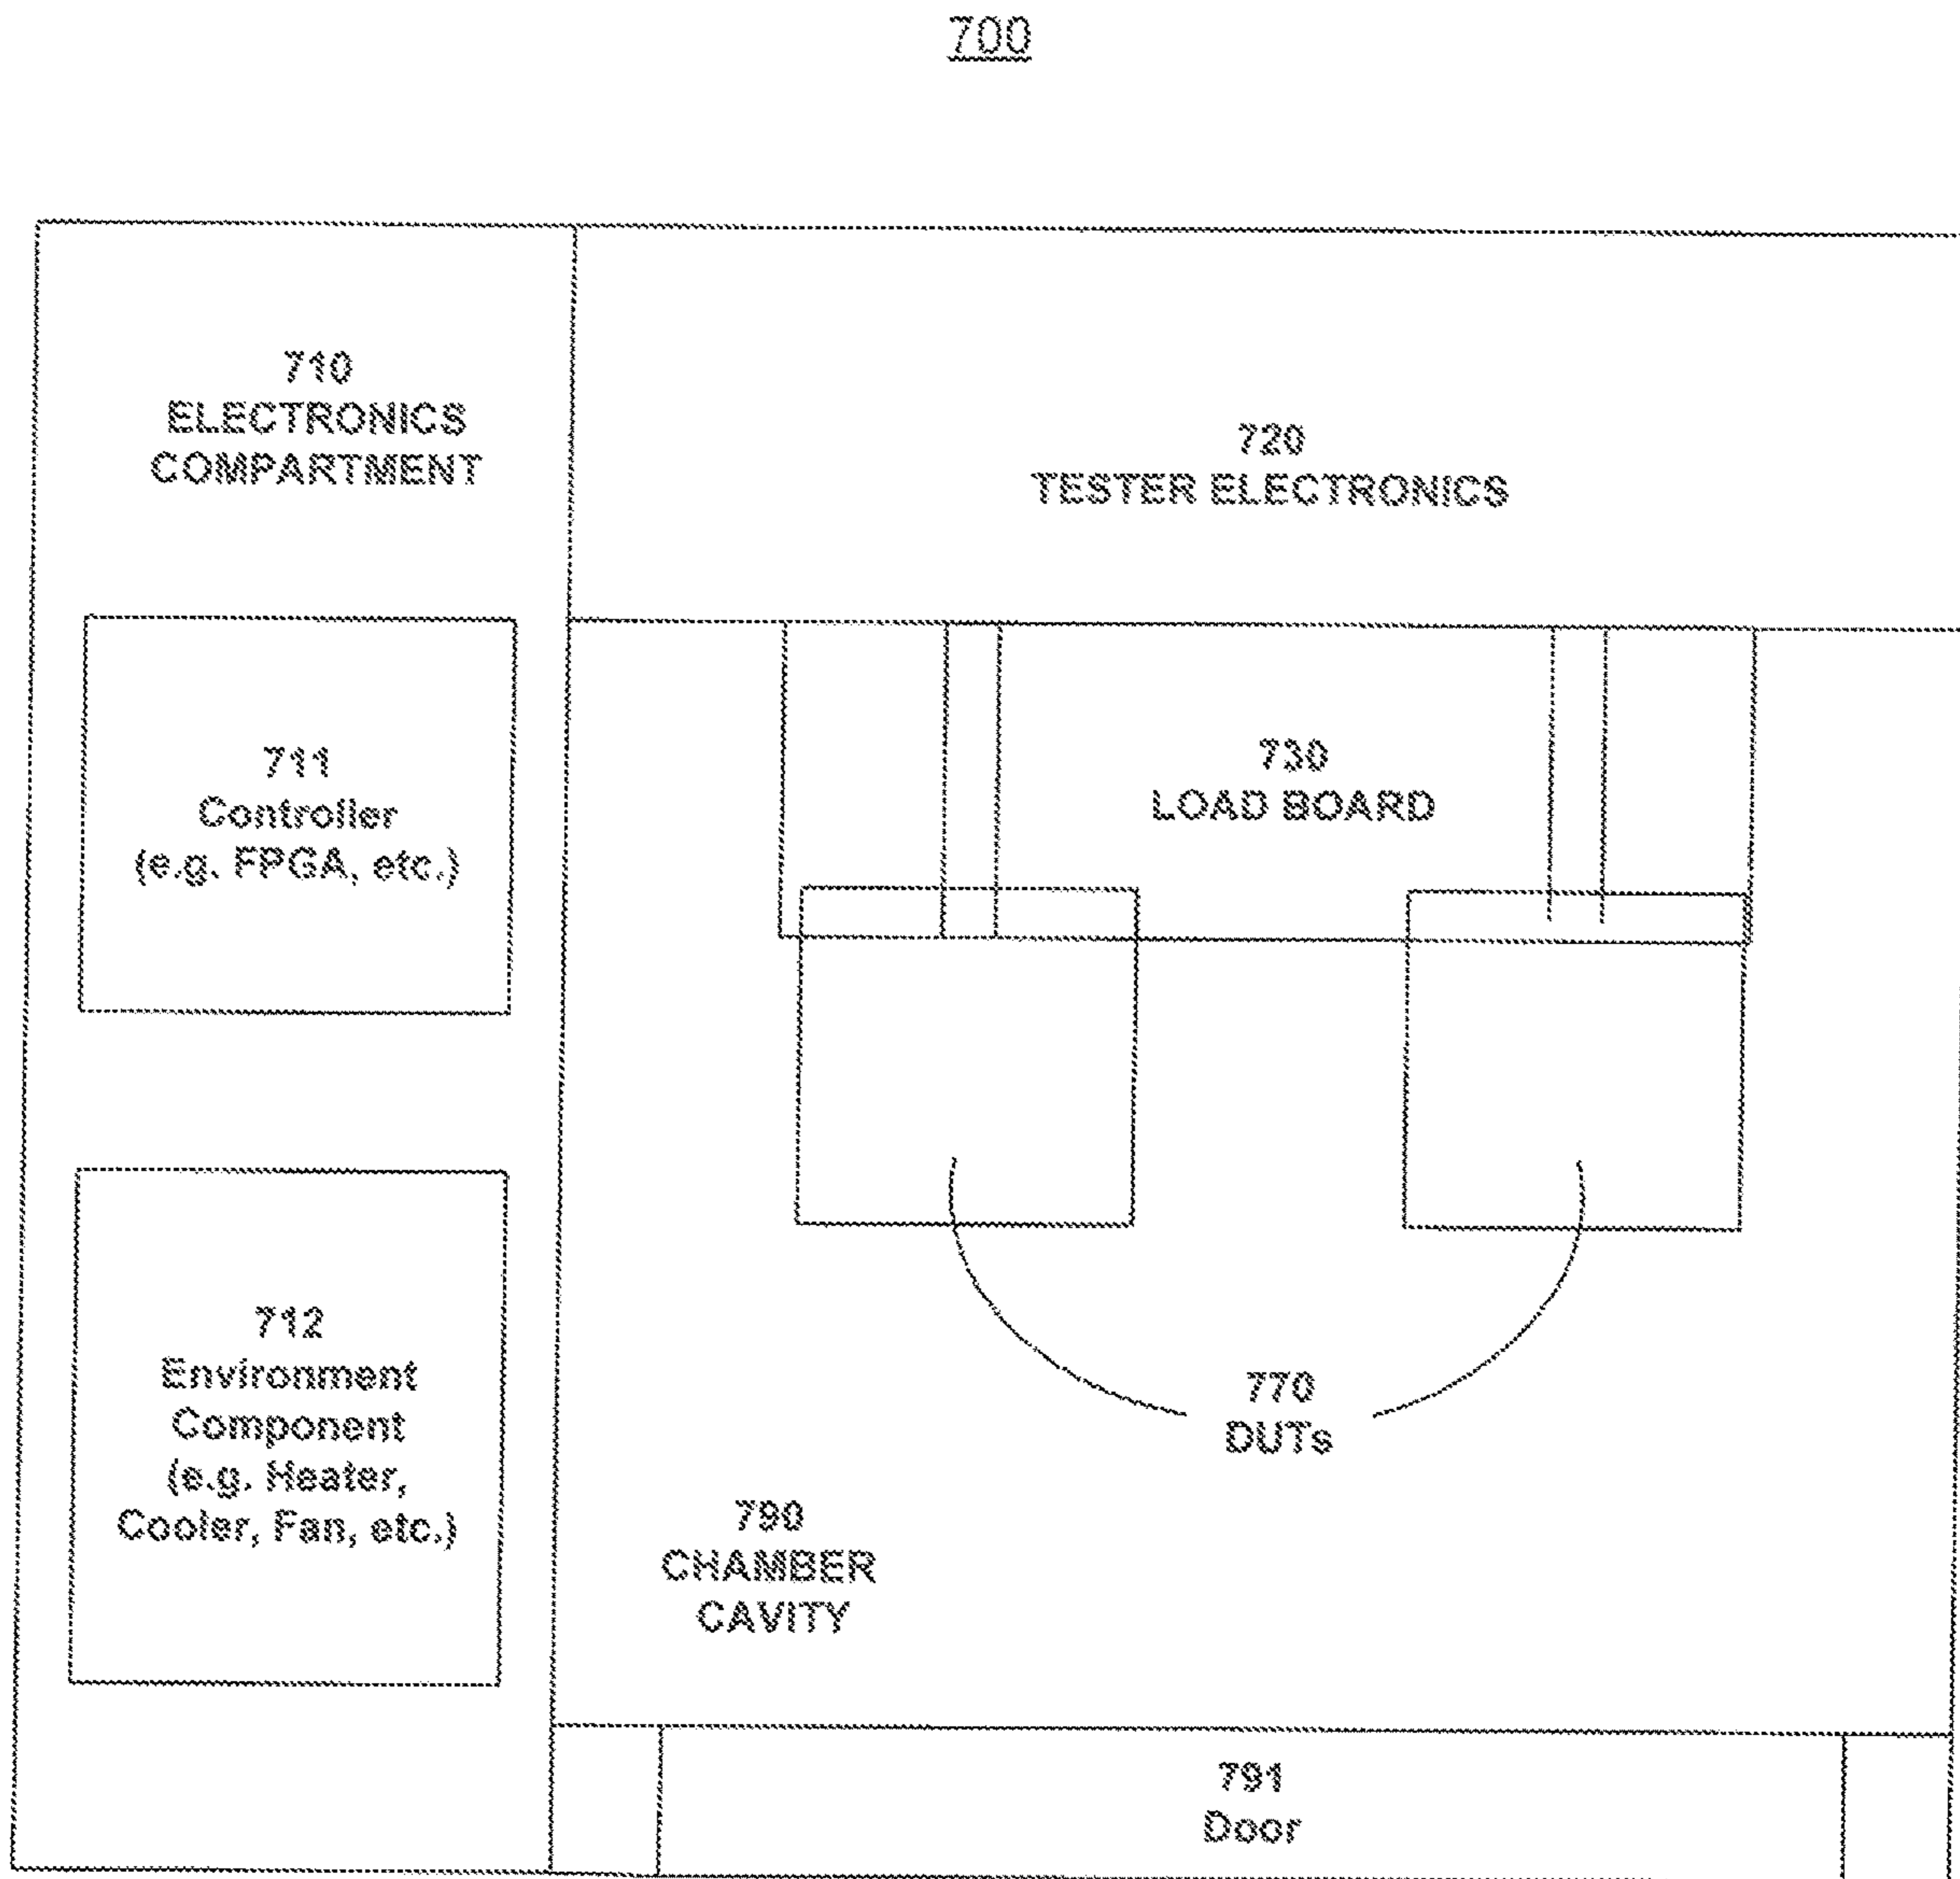 700
710
ELECTRONICS
COMPARTMENT
720
TESTER ELECTRONICS
711
Controller
(e.g. FPGA, etc.)
730
LOAD BOARD
712
Environment
Component
(e.g. Heater,
Cooler, Fan, etc.)
770
DUTs
790
CHAMBER
CAVITY
791
Door